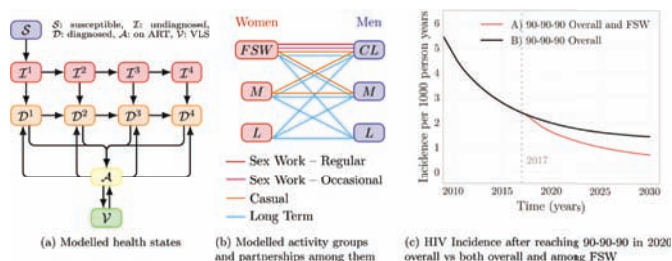 S: susceptible, I: undiagnosed,
D: diagnosed, A: on ART, V: VLS
S
I¹ I² I³ I⁴
D¹ D² D³ D⁴
A
V
(a) Modelled health states
Women Men
FSW CL
M M
L L
Sex Work – Regular
Sex Work – Occasional
Casual
Long Term
(b) Modelled activity groups
and partnerships among them
A) 90-90-90 Overall and FSW
B) 90-90-90 Overall
Incidence per 1000 person years
6
5
4
3
2
1
0
2017
2010 2015 2020 2025 2030
Time (years)
(c) HIV Incidence after reaching 90-90-90 in 2020
overall vs both overall and among FSW